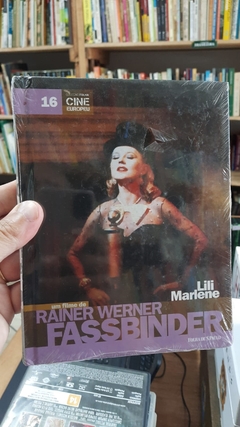 16
CINE
EUROPEU
Lili
Marlene
um filme de
RAINER WERNER
FASSBINDER